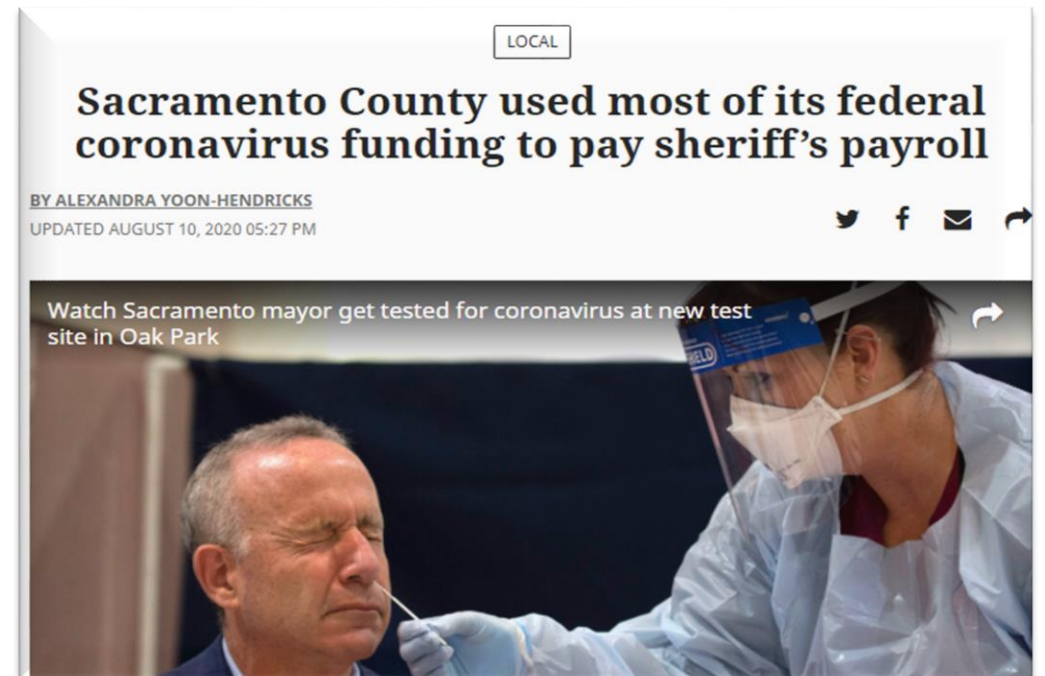 LOCAL
Sacramento County used most of its federal
coronavirus funding to pay sheriff’s payroll
BY ALEXANDRA YOON-HENDRICKS
UPDATED AUGUST 10, 2020 05:27 PM
Watch Sacramento mayor get tested for coronavirus at new test
site in Oak Park